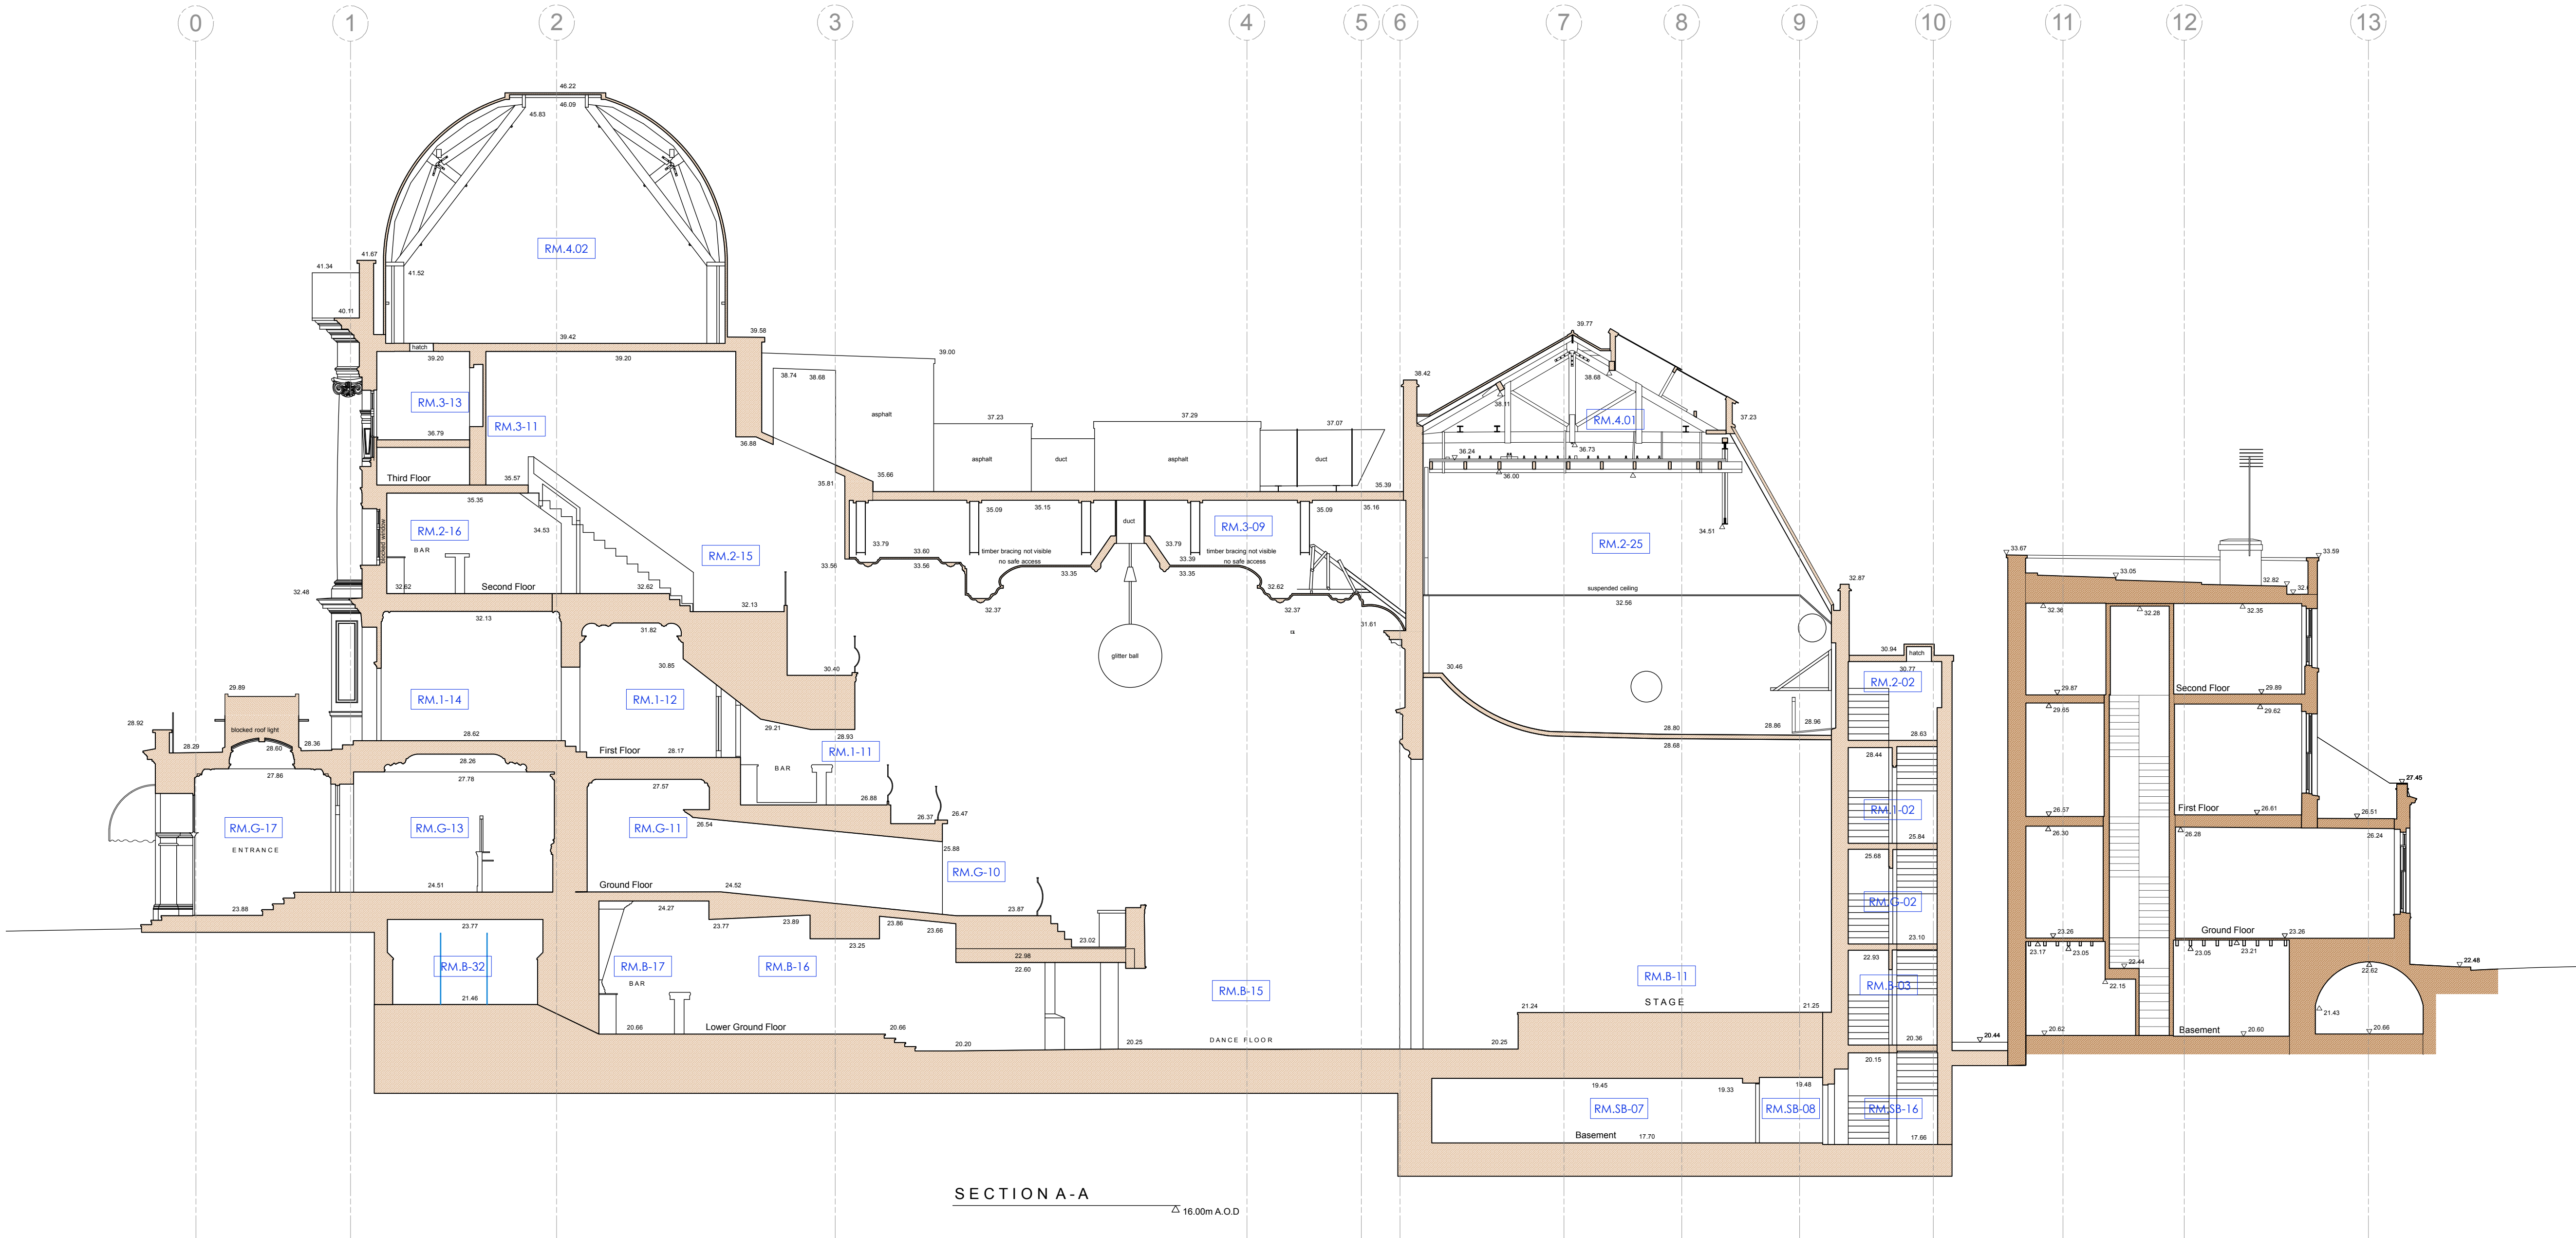 0 1 2 3 4 5 6 7 8 9 10 11 12 13
46.22
46.09
45.83
RM.4.02
41.67
41.34
41.52
40.11
39.58
39.42
hatch
39.20
39.20
39.00
38.74
38.68
39.77
38.68
38.42
38.11
RM.3-13
RM.3-11
asphalt
37.23
37.29
37.07
37.23
RM.4.01
36.79
36.88
36.73
asphalt
duct
asphalt
duct
36.24
36.00
Third Floor
35.57
35.66
35.81
35.39
35.35
35.09
35.15
35.09
35.16
RM.2-16
34.53
duct
RM.3-09
34.51
blocked window
BAR
RM.2-15
33.79
33.60
timber bracing not visible
no safe access
33.79
33.39
timber bracing not visible
no safe access
RM.2-25
33.56
33.56
33.35
33.35
33.67
33.59
33.05
32.82
32.62
Second Floor
32.62
32.62
suspended ceiling
32.87
32.48
32.13
32.37
32.37
32.56
32.36
32.28
32.35
32.13
31.82
31.61
glitter ball
30.85
30.40
30.46
30.94
hatch
30.77
RM.2-02
29.89
RM.1-14
RM.1-12
29.87
Second Floor
29.89
28.92
blocked roof light
29.21
28.80
28.86
28.96
29.65
29.62
28.29
28.60
28.36
28.62
28.93
28.68
28.63
First Floor
28.17
RM.1-11
28.44
28.26
27.86
27.78
27.57
BAR
27.45
26.88
RM.1-02
26.57
First Floor
26.61
26.51
26.54
26.37
26.47
RM.G-17
ENTRANCE
RM.G-13
RM.G-11
25.84
26.30
26.28
26.24
25.88
25.68
RM.G-10
24.51
Ground Floor
24.52
RM.G-02
23.88
24.27
23.87
23.77
23.77
23.89
23.86
23.66
23.25
23.02
23.10
23.26
Ground Floor
23.26
22.98
22.60
22.93
23.17
23.05
23.05
23.21
RM.B-32
RM.B-17
BAR
RM.B-16
RM.B-15
RM.B-11
RM.B-03
22.44
22.62
22.48
22.15
21.46
21.24
STAGE
21.25
21.43
20.66
Lower Ground Floor
20.66
20.20
20.25
DANCE FLOOR
20.25
20.36
20.44
20.62
Basement
20.60
20.66
20.15
19.45
19.33
19.48
RM.SB-07
RM.SB-08
RM.SB-16
Basement
17.70
17.66
SECTION A-A
16.00m A.O.D